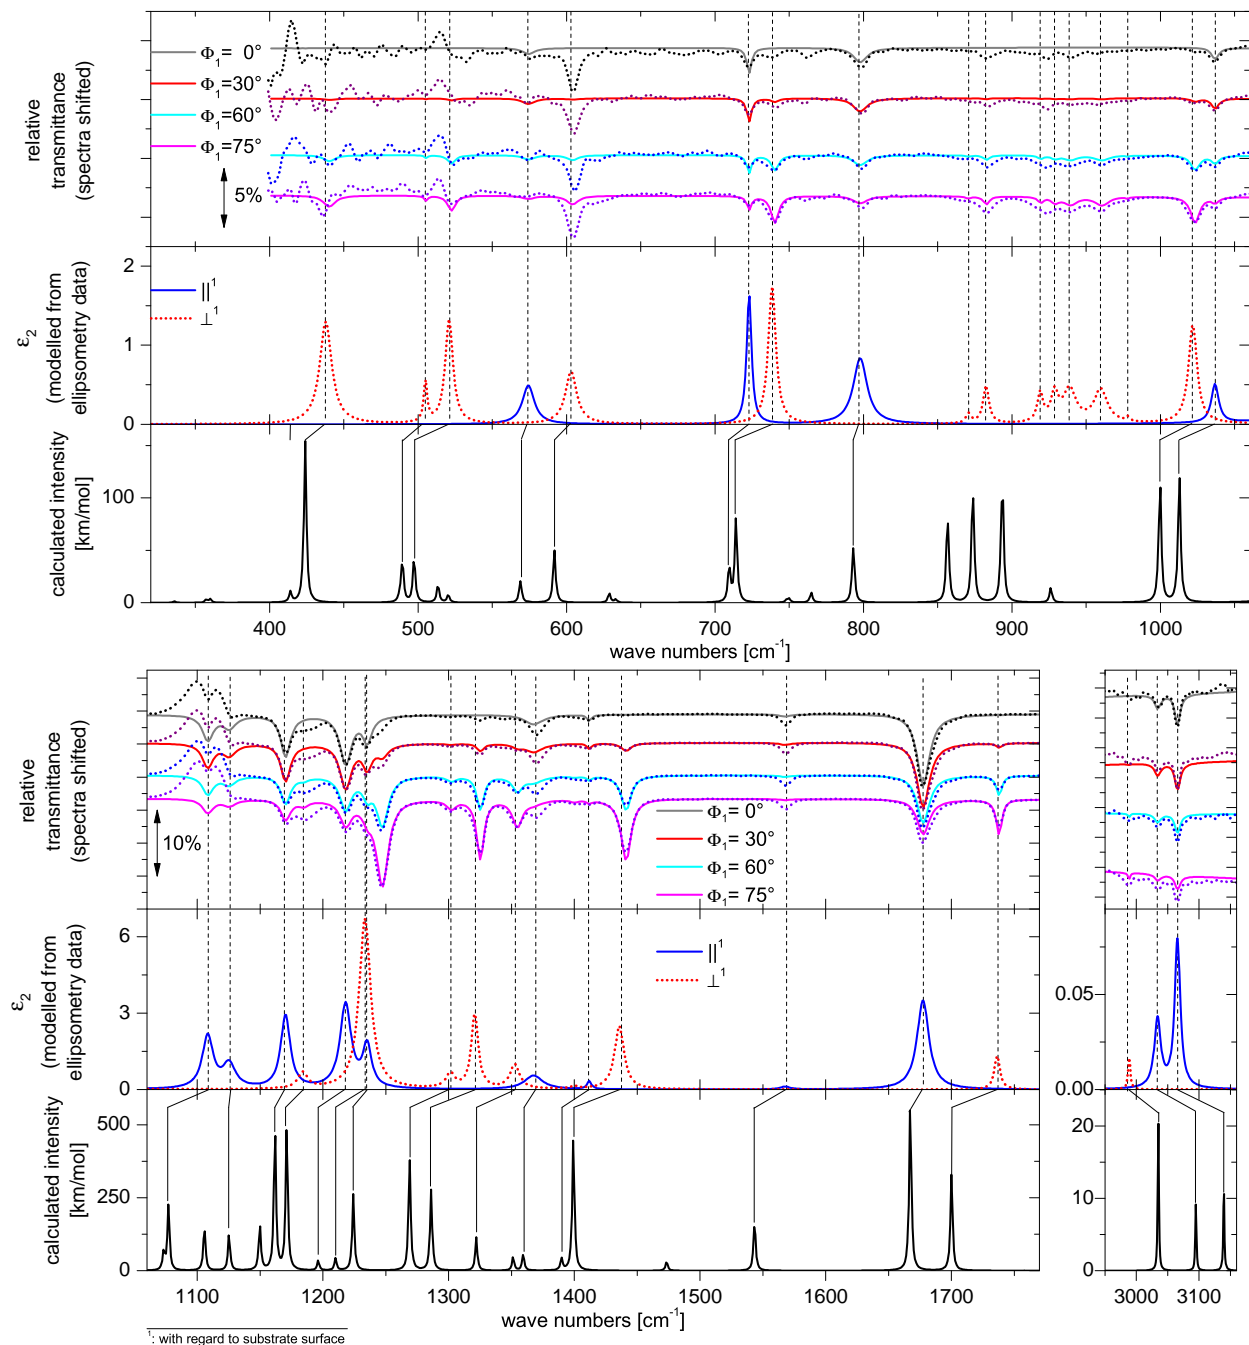 relative
transmittance
(spectra shifted)
Φ1= 0°
Φ1=30°
Φ1=60°
Φ1=75°
5%
ε2
(modelled from
ellipsometry data)
2
1
0
||1
⊥1
calculated intensity
[km/mol]
100
0
400 500 600 700 800 900 1000
wave numbers [cm-1]
relative
transmittance
(spectra shifted)
10%
Φ1= 0°
Φ1= 30°
Φ1= 60°
Φ1= 75°
ε2
(modelled from
ellipsometry data)
6
3
0
||1
⊥1
0.05
0.00
calculated intensity
[km/mol]
500
250
0
20
10
0
1100 1200 1300 1400 1500 1600 1700 3000 3100
wave numbers [cm-1]
1: with regard to substrate surface